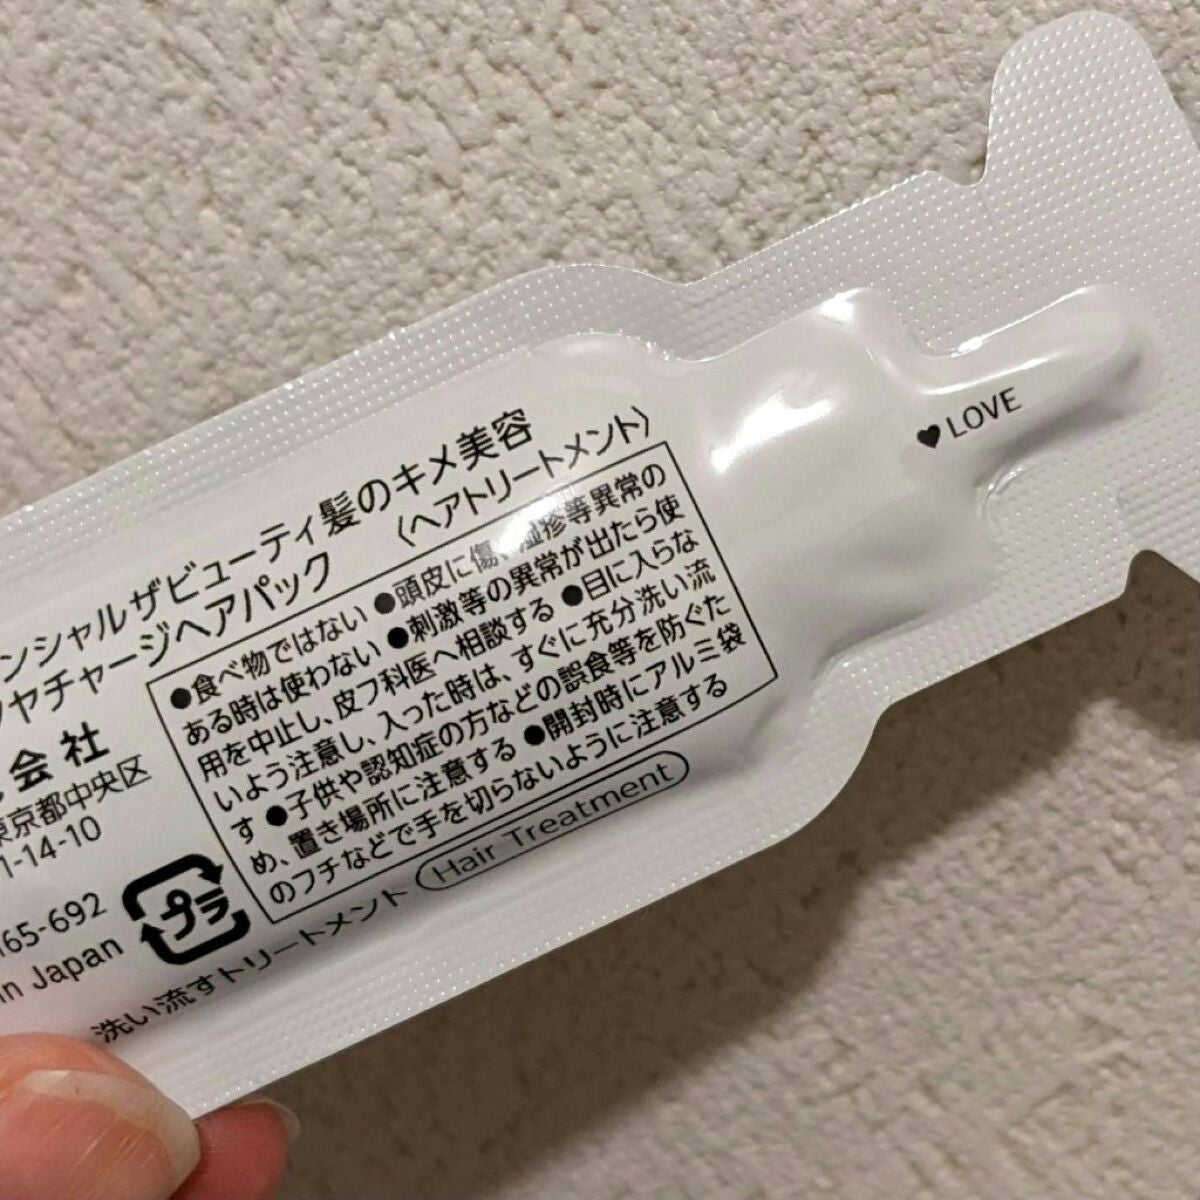 ンシャルザビューティ髪のキメ美容
ャチャージヘアパック 〈ヘアトリートメント〉
会社
東京都中央区
1-14-10
165-692
in Japan
プラ
●食べ物ではない ●頭皮に傷、湿疹等異常の
ある時は使わない ●刺激等の異常が出たら使
用を中止し、皮フ科医へ相談する ●目に入らな
いよう注意し、入った時は、すぐに充分洗い流
す ●子供や認知症の方などの誤食等を防ぐた
め、置き場所に注意する ●開封時にアルミ袋
のフチなどで手を切らないように注意する
洗い流すトリートメント Hair Treatment
♥LOVE